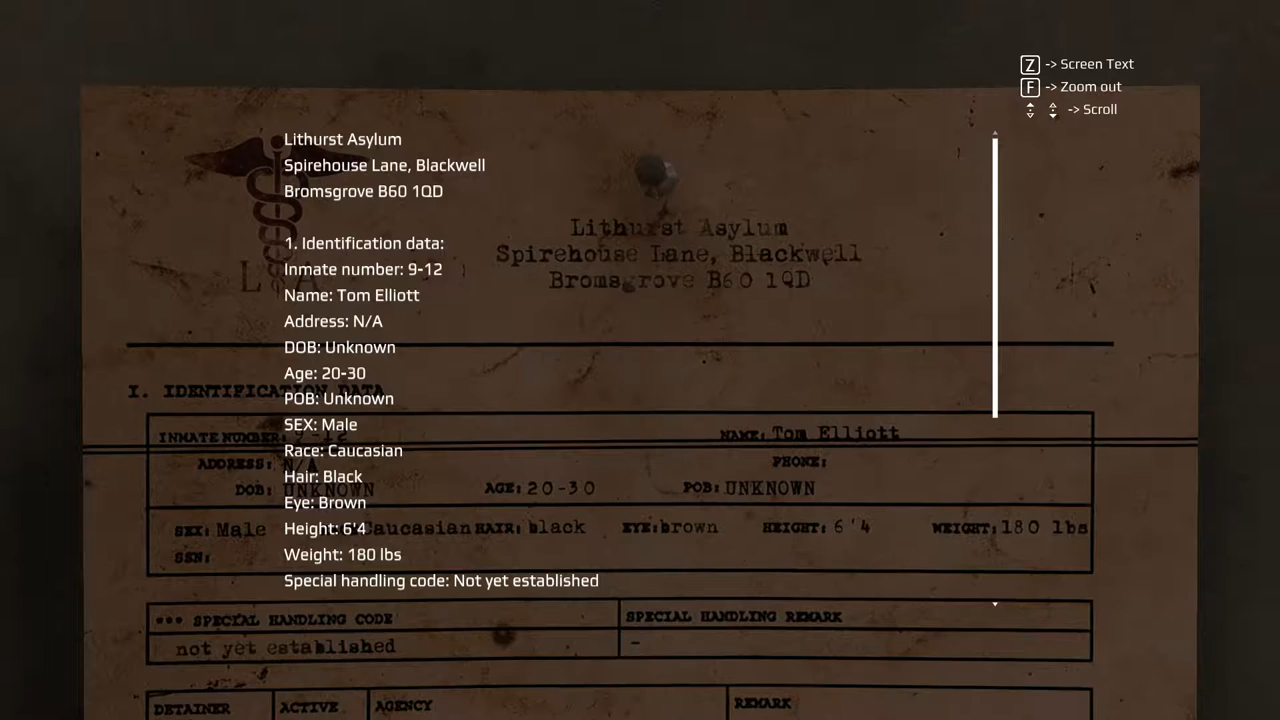 Z -> Screen Text
F -> Zoom out
-> Scroll
Lithurst Asylum
Spirehouse Lane, Blackwell
Bromsgrove B60 1QD
1. Identification data:
Inmate number: 9-12
Name: Tom Elliott
Address: N/A
DOB: Unknown
Age: 20-30
POB: Unknown
SEX: Male
Race: Caucasian
Hair: Black
Eye: Brown
Height: 6'4
Weight: 180 lbs
Special handling code: Not yet established
L A
Lithurst Asylum
Spirehouse Lane, Blackwell
Bromsgrove B60 1QD
I. IDENTIFICATION DATA
INMATE NUMBER: 9-12 NAME: Tom Elliott
ADDRESS: N/A PHONE:
DOB: UNKNOWN AGE: 20-30 POB: UNKNOWN
SEX: Male Caucasian HAIR: black EYE: brown HEIGHT: 6'4 WEIGHT: 180 lbs
SSN:
*** SPECIAL HANDLING CODE SPECIAL HANDLING REMARK
not yet established -
DETAINER ACTIVE AGENCY REMARK